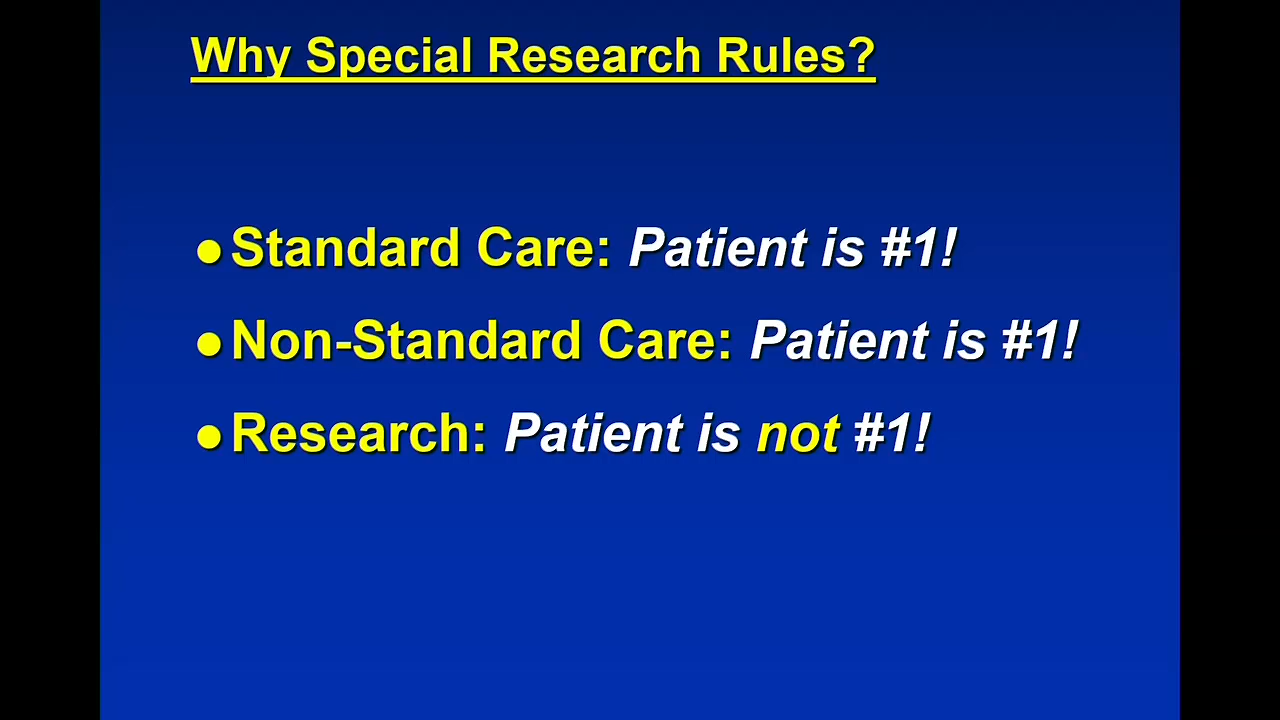 Why Special Research Rules?
● Standard Care: Patient is #1!
● Non-Standard Care: Patient is #1!
● Research: Patient is not #1!